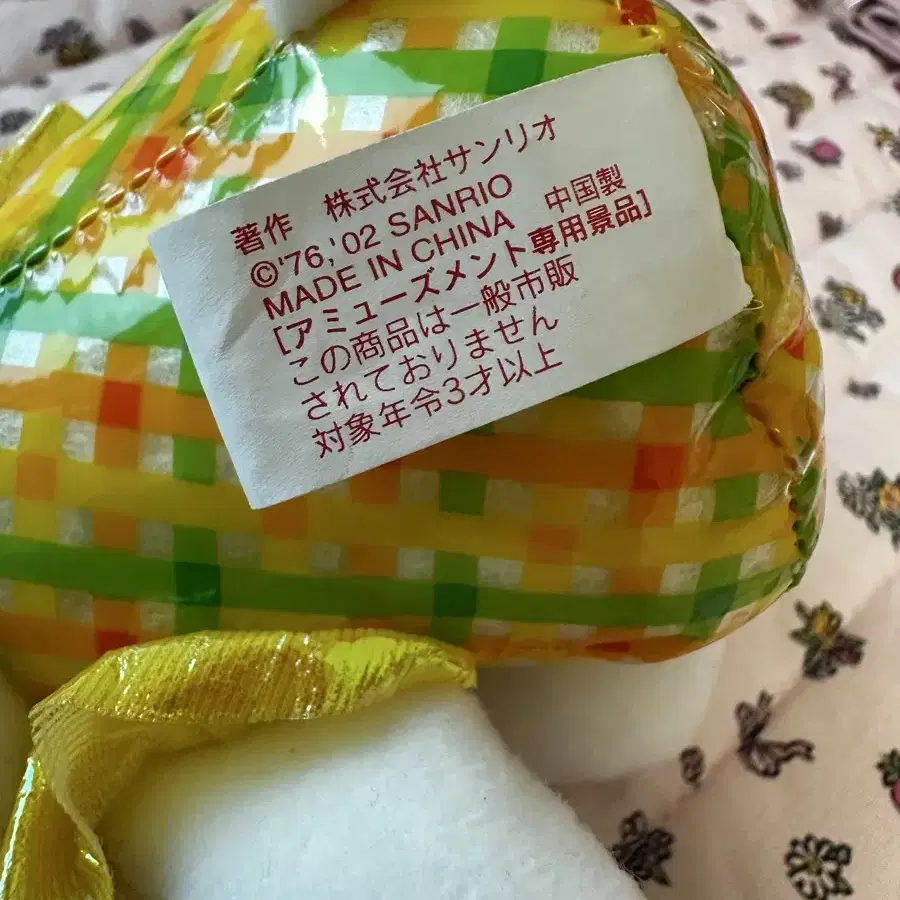 著作 株式会社サンリオ
©'76,'02 SANRIO
MADE IN CHINA 中国製
[アミューズメント専用景品]
この商品は一般市販
されておりません
対象年令3才以上